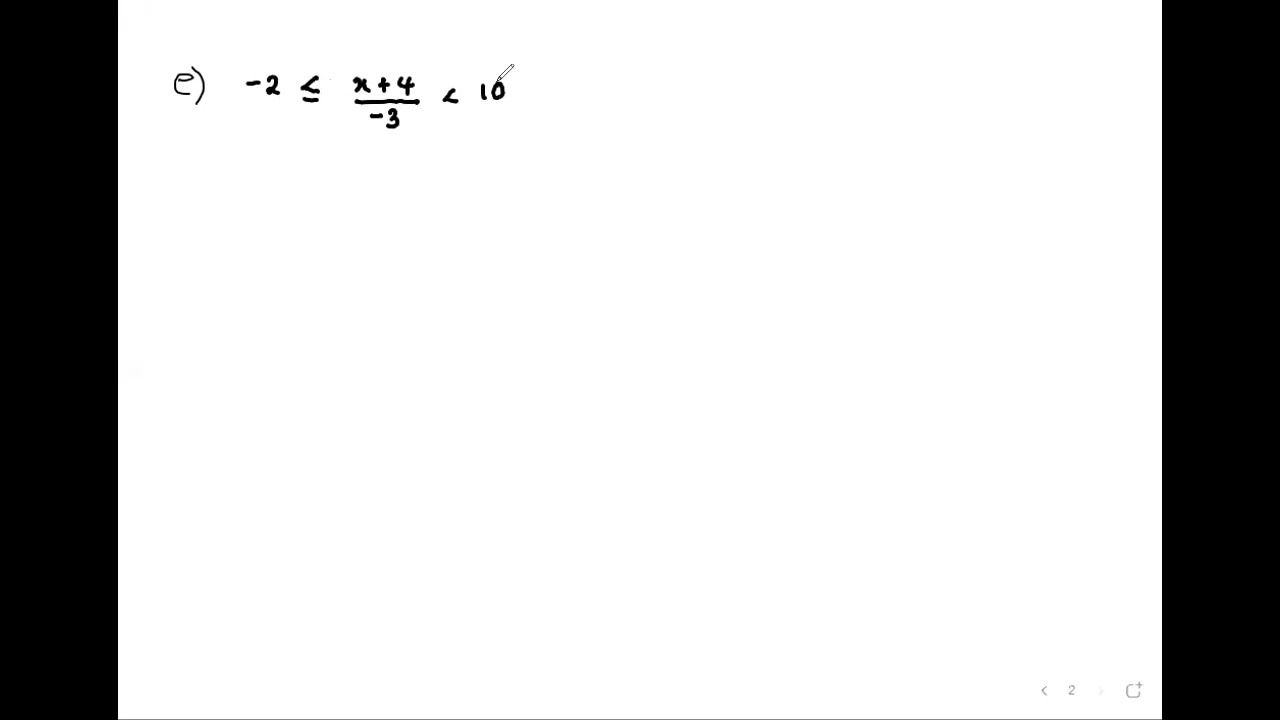 e) -2 ≤ (x+4)/(-3) < 10
2